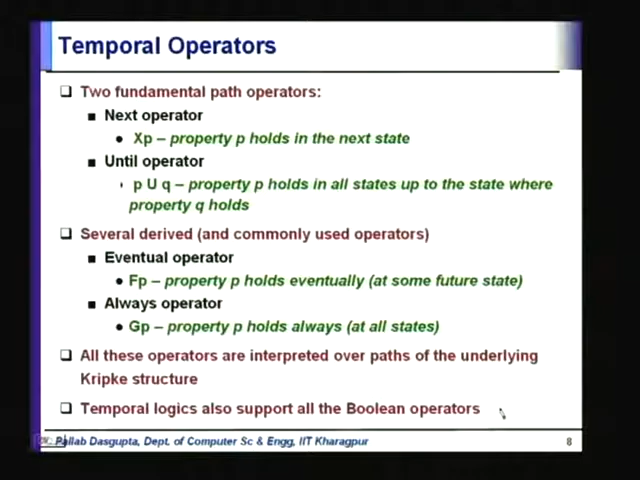 Temporal Operators
❑ Two fundamental path operators:
■ Next operator
● Xp – property p holds in the next state
■ Until operator
• p U q – property p holds in all states up to the state where
property q holds
❑ Several derived (and commonly used operators)
■ Eventual operator
● Fp – property p holds eventually (at some future state)
■ Always operator
● Gp – property p holds always (at all states)
❑ All these operators are interpreted over paths of the underlying
Kripke structure
❑ Temporal logics also support all the Boolean operators
Pallab Dasgupta, Dept. of Computer Sc & Engg, IIT Kharagpur 8